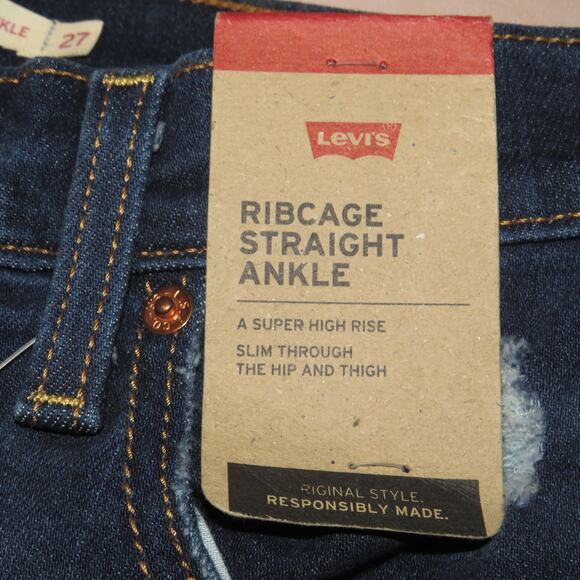 KLE 27
Levi's®
RIBCAGE
STRAIGHT
ANKLE
A SUPER HIGH RISE
SLIM THROUGH
THE HIP AND THIGH
RIGINAL STYLE.
RESPONSIBLY MADE.